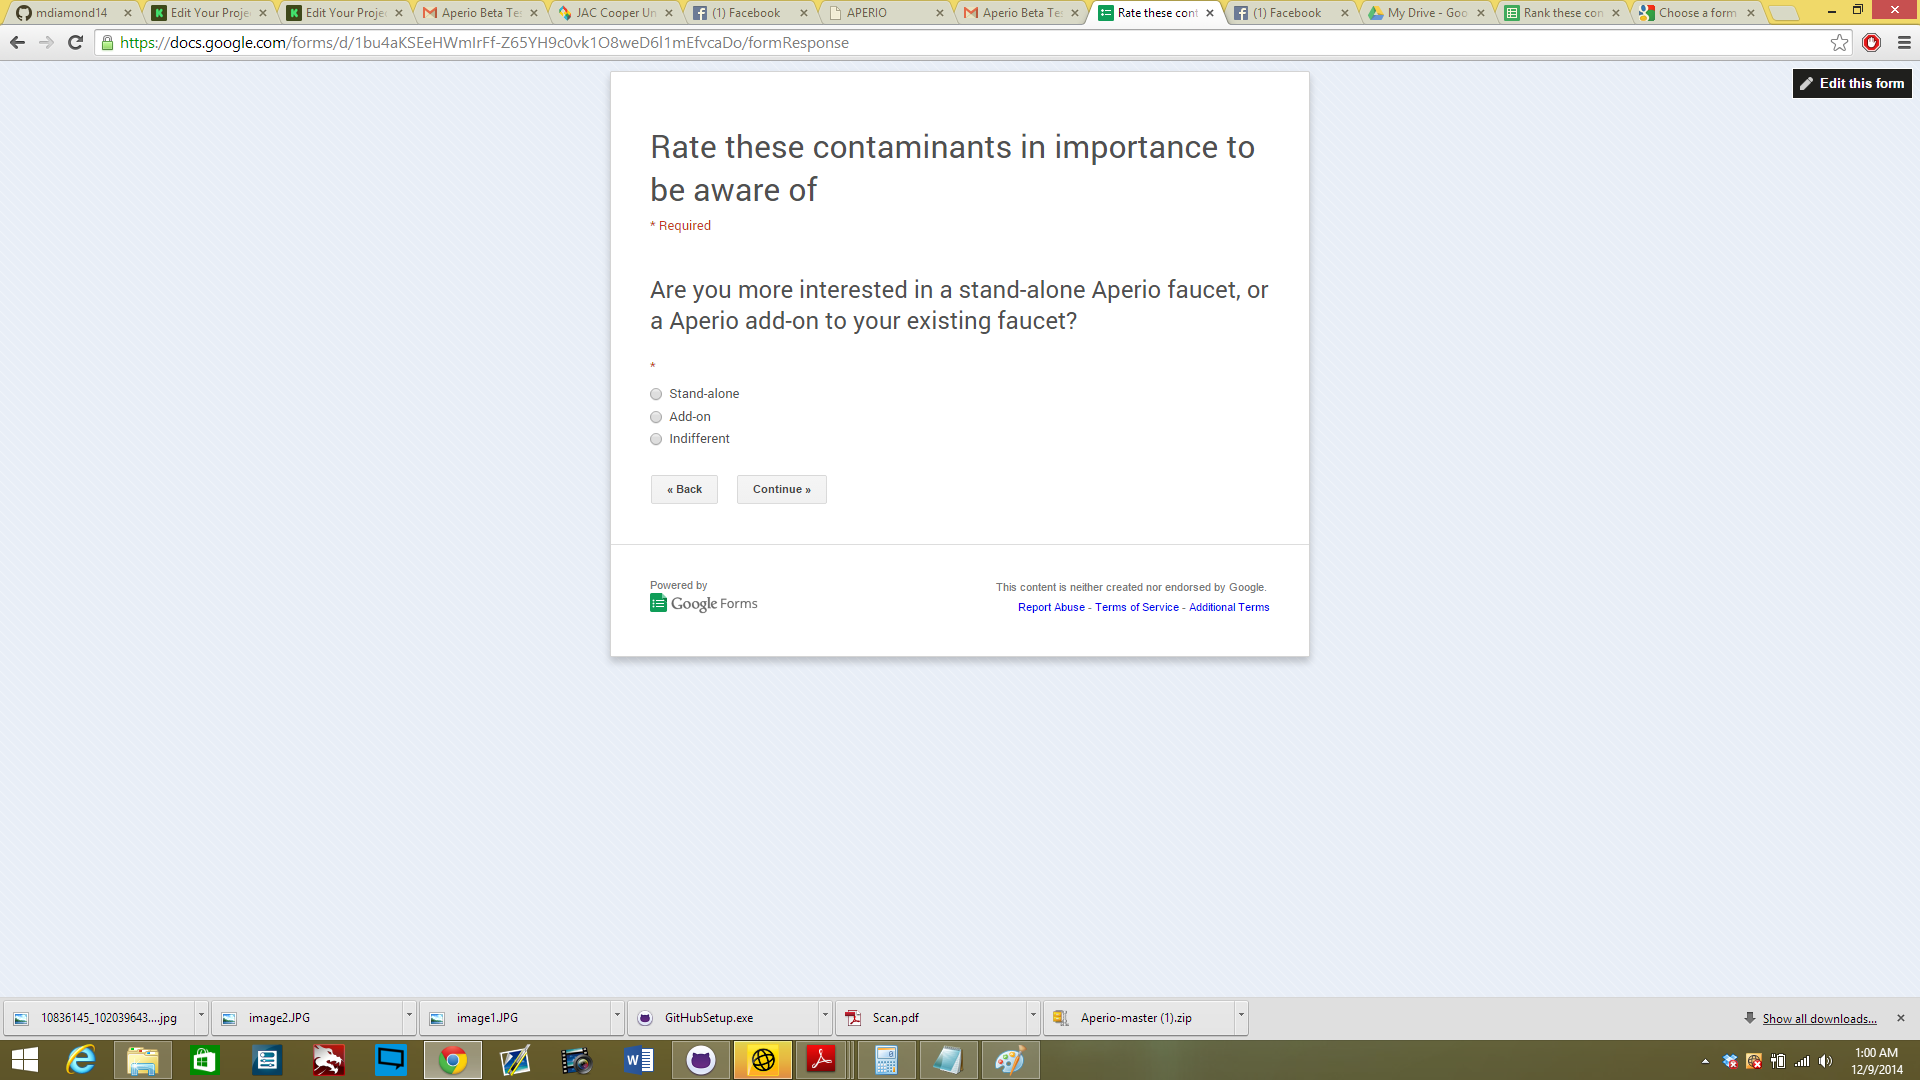 mdiamond14
Edit Your Proje
Edit Your Proje
Aperio Beta Tes
JAC Cooper Un
(1) Facebook
APERIO
Aperio Beta Tes
Rate these cont
(1) Facebook
My Drive - Goo
Rank these con
Choose a form
https://docs.google.com/forms/d/1bu4aKSEeHWmIrFf-Z65YH9c0vk1O8weD6l1mEfvcaDo/formResponse
Edit this form
Rate these contaminants in importance to
be aware of
* Required
Are you more interested in a stand-alone Aperio faucet, or
a Aperio add-on to your existing faucet?
*
Stand-alone
Add-on
Indifferent
« Back
Continue »
Powered by
Google Forms
This content is neither created nor endorsed by Google.
Report Abuse - Terms of Service - Additional Terms
10836145_102039643....jpg
image2.JPG
image1.JPG
GitHubSetup.exe
Scan.pdf
Aperio-master (1).zip
Show all downloads...
1:00 AM
12/9/2014